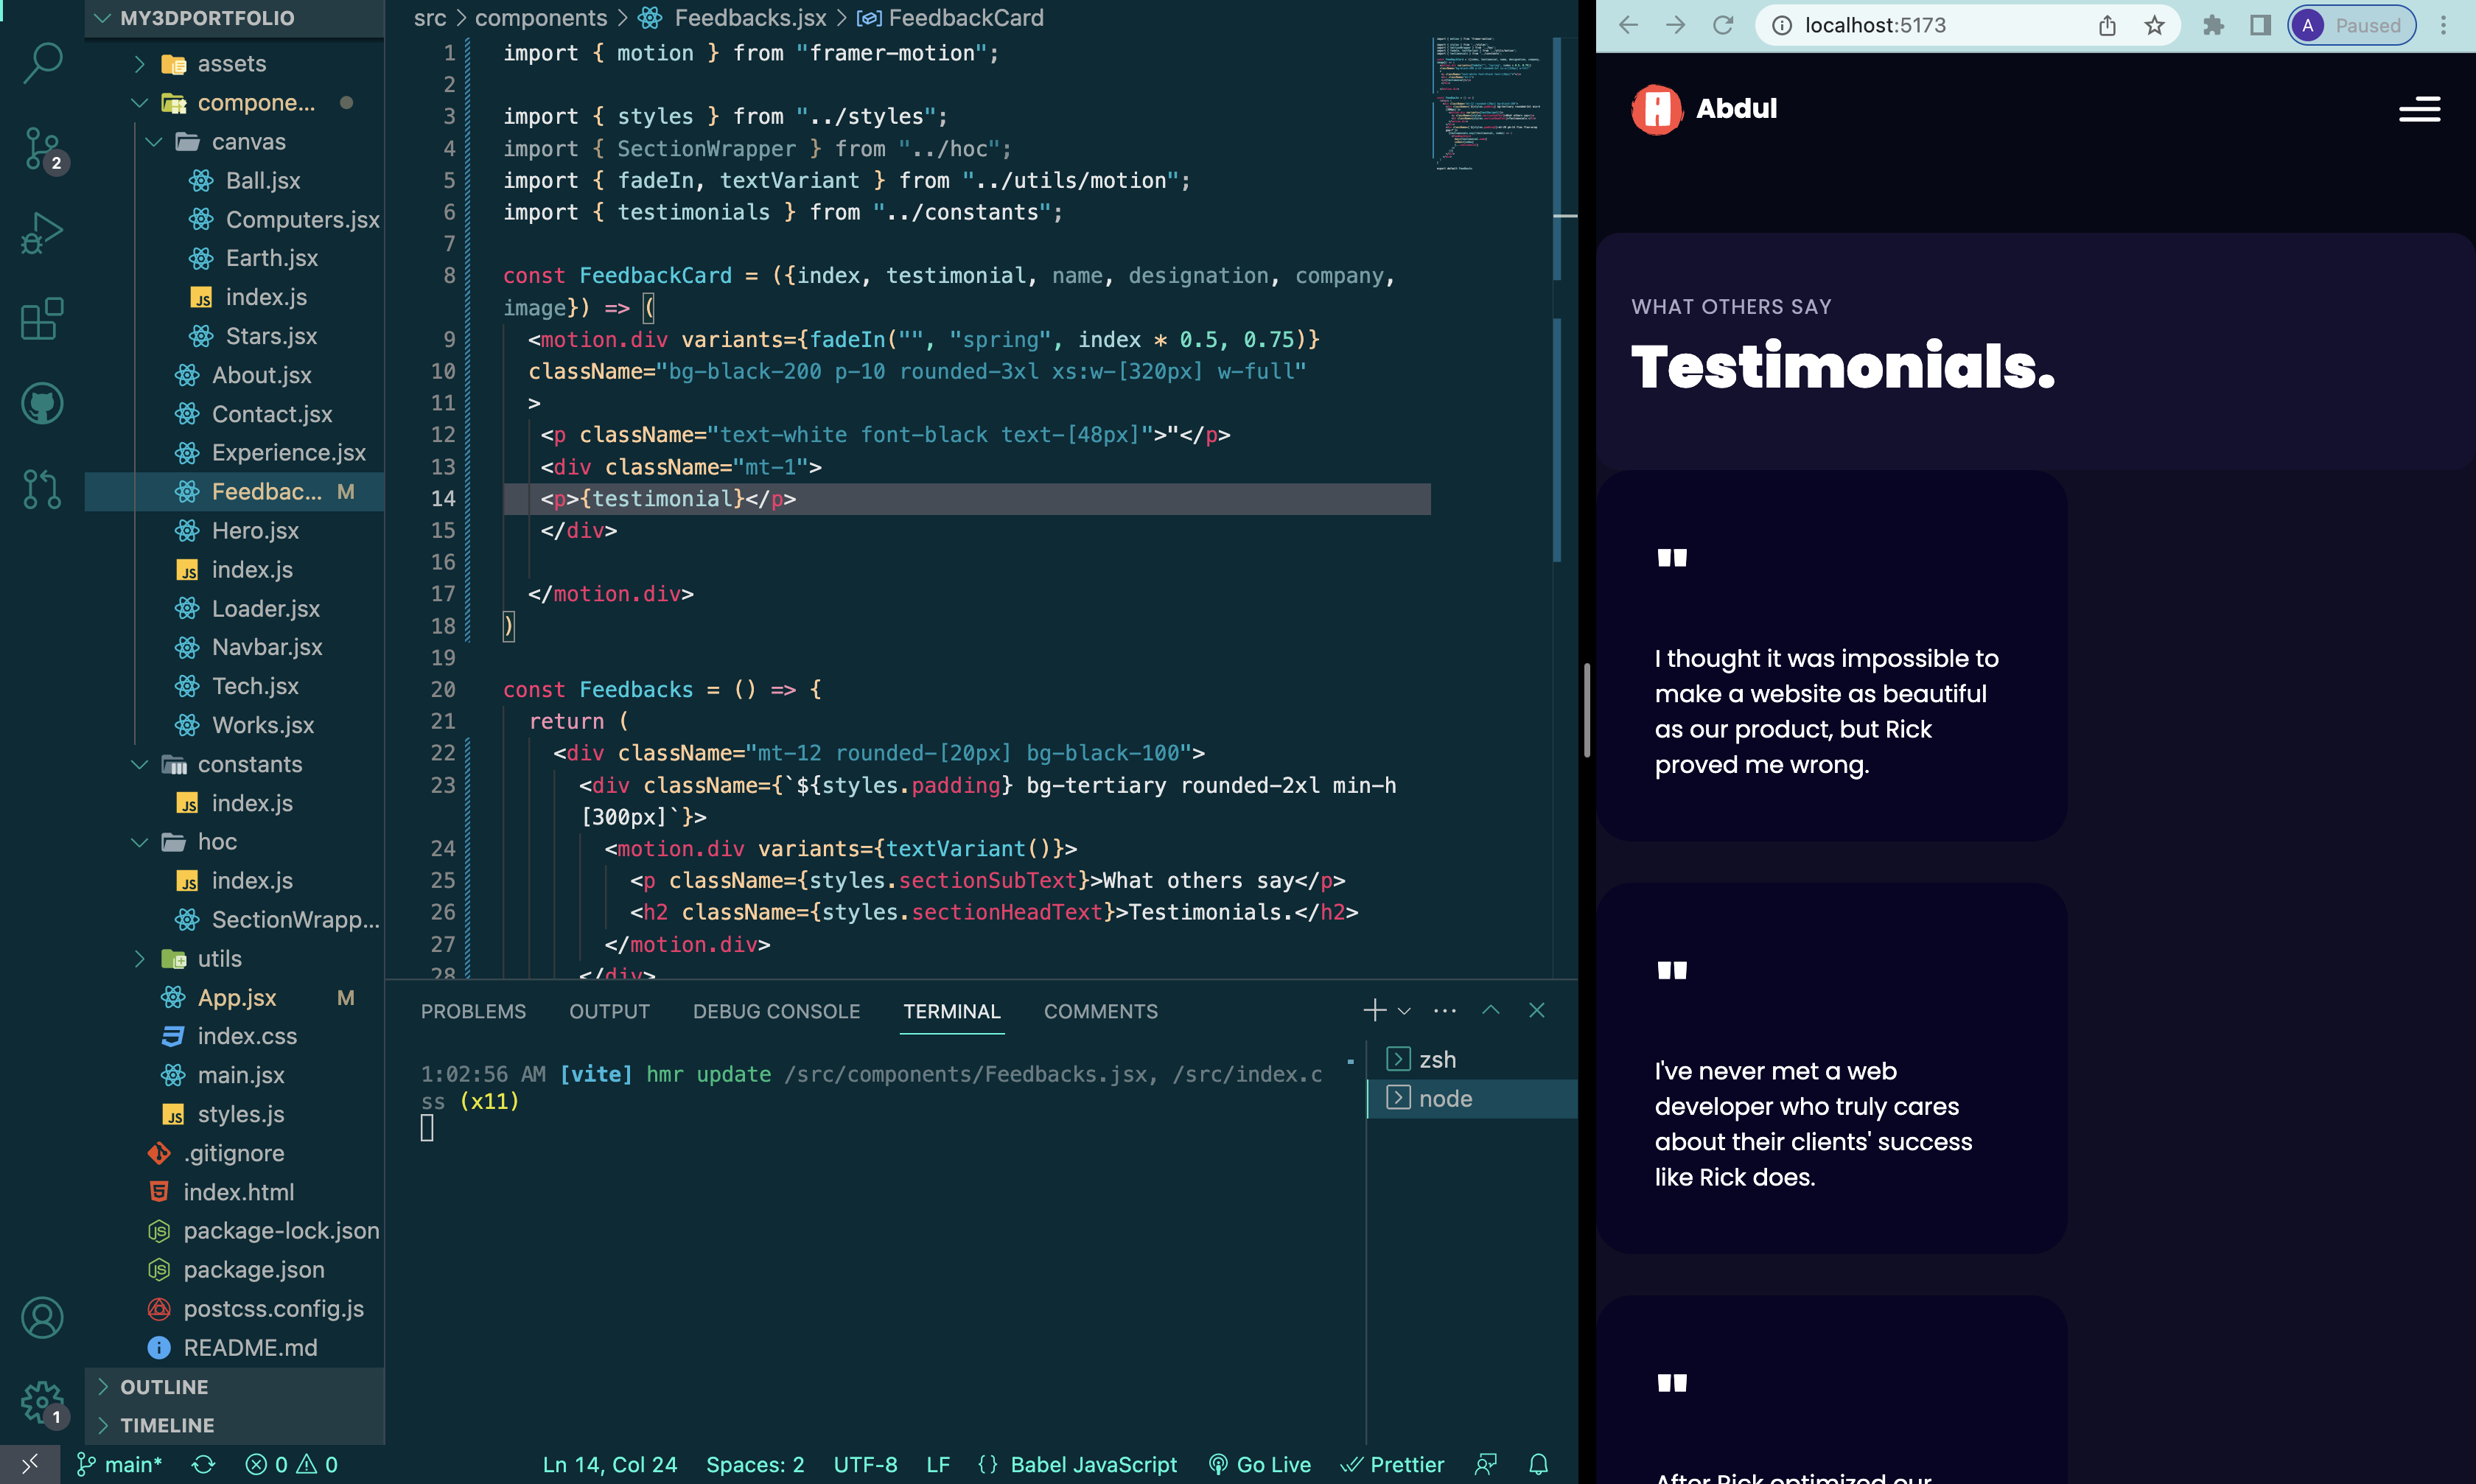 MY3DPORTFOLIO
assets
compone...
canvas
Ball.jsx
Computers.jsx
Earth.jsx
JS index.js
Stars.jsx
About.jsx
Contact.jsx
Experience.jsx
Feedbac... M
Hero.jsx
JS index.js
Loader.jsx
Navbar.jsx
Tech.jsx
Works.jsx
constants
JS index.js
hoc
JS index.js
SectionWrapp...
utils
App.jsx M
index.css
main.jsx
JS styles.js
.gitignore
index.html
package-lock.json
package.json
postcss.config.js
README.md
OUTLINE
TIMELINE
2
1
src > components > Feedbacks.jsx > FeedbackCard
1 import { motion } from "framer-motion";
2
3 import { styles } from "../styles";
4 import { SectionWrapper } from "../hoc";
5 import { fadeIn, textVariant } from "../utils/motion";
6 import { testimonials } from "../constants";
7
8 const FeedbackCard = ({index, testimonial, name, designation, company,
image}) => (
9 <motion.div variants={fadeIn("", "spring", index * 0.5, 0.75)}
10 className="bg-black-200 p-10 rounded-3xl xs:w-[320px] w-full"
11 >
12 <p className="text-white font-black text-[48px]">"</p>
13 <div className="mt-1">
14 <p>{testimonial}</p>
15 </div>
16
17 </motion.div>
18 )
19
20 const Feedbacks = () => {
21 return (
22 <div className="mt-12 rounded-[20px] bg-black-100">
23 <div className={`${styles.padding} bg-tertiary rounded-2xl min-h
[300px]`}>
24 <motion.div variants={textVariant()}>
25 <p className={styles.sectionSubText}>What others say</p>
26 <h2 className={styles.sectionHeadText}>Testimonials.</h2>
27 </motion.div>
28 </div>
PROBLEMS OUTPUT DEBUG CONSOLE TERMINAL COMMENTS
1:02:56 AM [vite] hmr update /src/components/Feedbacks.jsx, /src/index.c
ss (x11)
zsh
node
main* 0 0 Ln 14, Col 24 Spaces: 2 UTF-8 LF {} Babel JavaScript Go Live Prettier
localhost:5173
A Paused
A Abdul
WHAT OTHERS SAY
Testimonials.
"
I thought it was impossible to
make a website as beautiful
as our product, but Rick
proved me wrong.
"
I've never met a web
developer who truly cares
about their clients' success
like Rick does.
"
After Rick optimized our